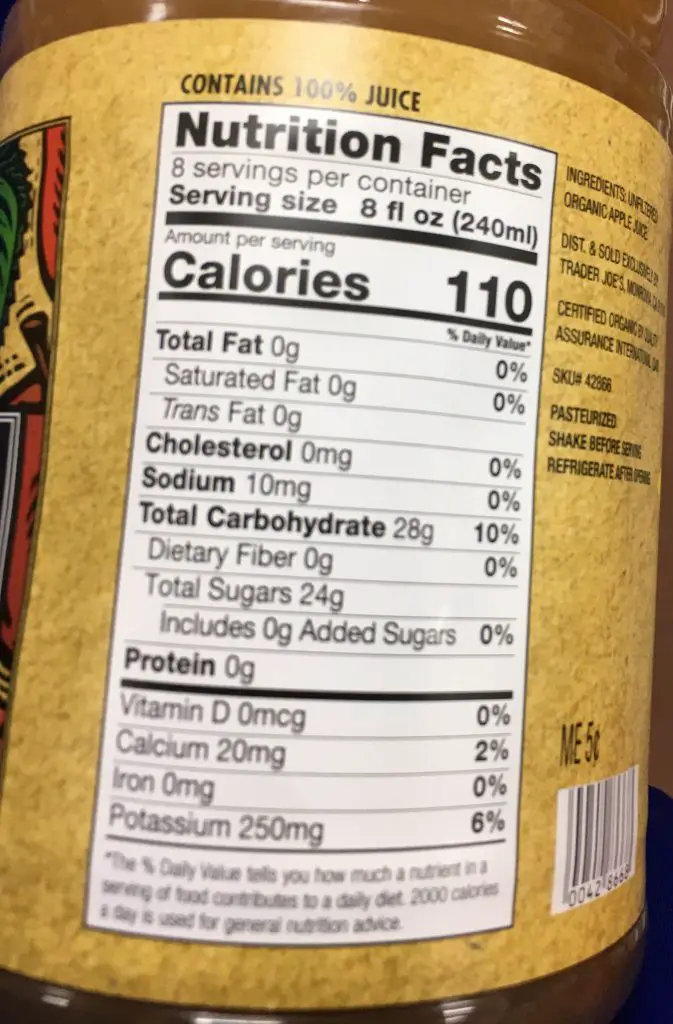 CONTAINS 100% JUICE
Nutrition Facts
8 servings per container
Serving size 8 fl oz (240ml)
Amount per serving
Calories 110
% Daily Value*
Total Fat 0g 0%
Saturated Fat 0g 0%
Trans Fat 0g
Cholesterol 0mg 0%
Sodium 10mg 0%
Total Carbohydrate 28g 10%
Dietary Fiber 0g 0%
Total Sugars 24g
Includes 0g Added Sugars 0%
Protein 0g
Vitamin D 0mcg 0%
Calcium 20mg 2%
Iron 0mg 0%
Potassium 250mg 6%
*The % Daily Value tells you how much a nutrient in a
serving of food contributes to a daily diet. 2000 calories
a day is used for general nutrition advice.
INGREDIENTS: UNFILTERED
ORGANIC APPLE JUICE
DIST. & SOLD EXCLUSIVELY BY
TRADER JOE'S, MONROVIA, CA
CERTIFIED ORGANIC BY QUALITY
ASSURANCE INTERNATIONAL
SKU# 42866
PASTEURIZED
SHAKE BEFORE SERVING
REFRIGERATE AFTER OPENING
ME 5¢